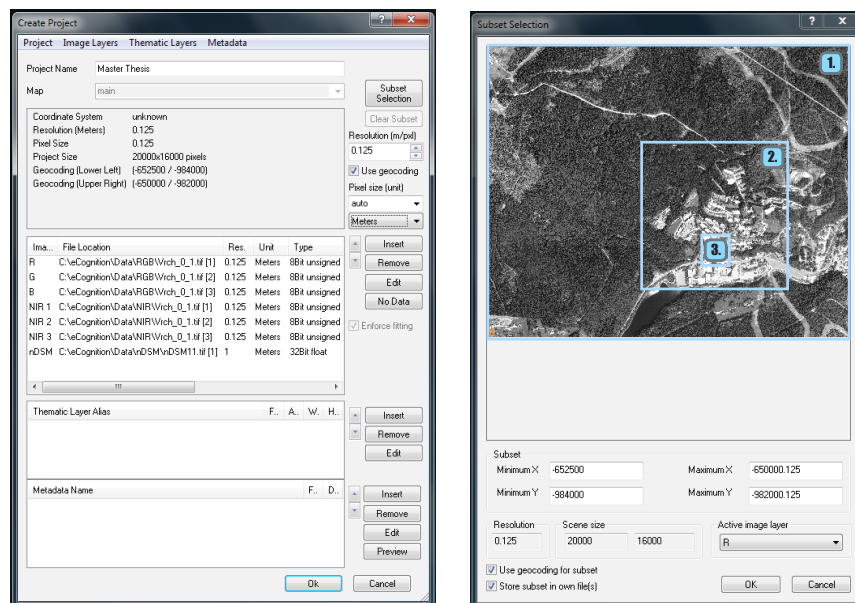 Create Project
Project Image Layers Thematic Layers Metadata
Project Name Master Thesis
Map main
Subset Selection
Clear Subset
Coordinate System unknown
Resolution (Meters) 0.125
Pixel Size 0.125
Project Size 20000x16000 pixels
Geocoding (Lower Left) (-652500 / -984000)
Geocoding (Upper Right) (-650000 / -982000)
Resolution (m/pxl)
0.125
Use geocoding
Pixel size (unit)
auto
Meters
Ima... File Location Res. Unit Type
R C:\eCognition\Data\RGB\Vrch_0_1.tif [1] 0.125 Meters 8Bit unsigned
G C:\eCognition\Data\RGB\Vrch_0_1.tif [2] 0.125 Meters 8Bit unsigned
B C:\eCognition\Data\RGB\Vrch_0_1.tif [3] 0.125 Meters 8Bit unsigned
NIR 1 C:\eCognition\Data\NIR\Vrch_0_1.tif [1] 0.125 Meters 8Bit unsigned
NIR 2 C:\eCognition\Data\NIR\Vrch_0_1.tif [2] 0.125 Meters 8Bit unsigned
NIR 3 C:\eCognition\Data\NIR\Vrch_0_1.tif [3] 0.125 Meters 8Bit unsigned
nDSM C:\eCognition\Data\nDSM\nDSM11.tif [1] 1 Meters 32Bit float
Insert
Remove
Edit
No Data
Enforce fitting
Thematic Layer Alias F.. A.. W. H..
Insert
Remove
Edit
Metadata Name F.. D..
Insert
Remove
Edit
Preview
Ok Cancel
Subset Selection
1.
2.
3.
Subset
Minimum X -652500 Maximum X -650000.125
Minimum Y -984000 Maximum Y -982000.125
Resolution Scene size Active image layer
0.125 20000 16000 R
Use geocoding for subset
Store subset in own file(s)
OK Cancel